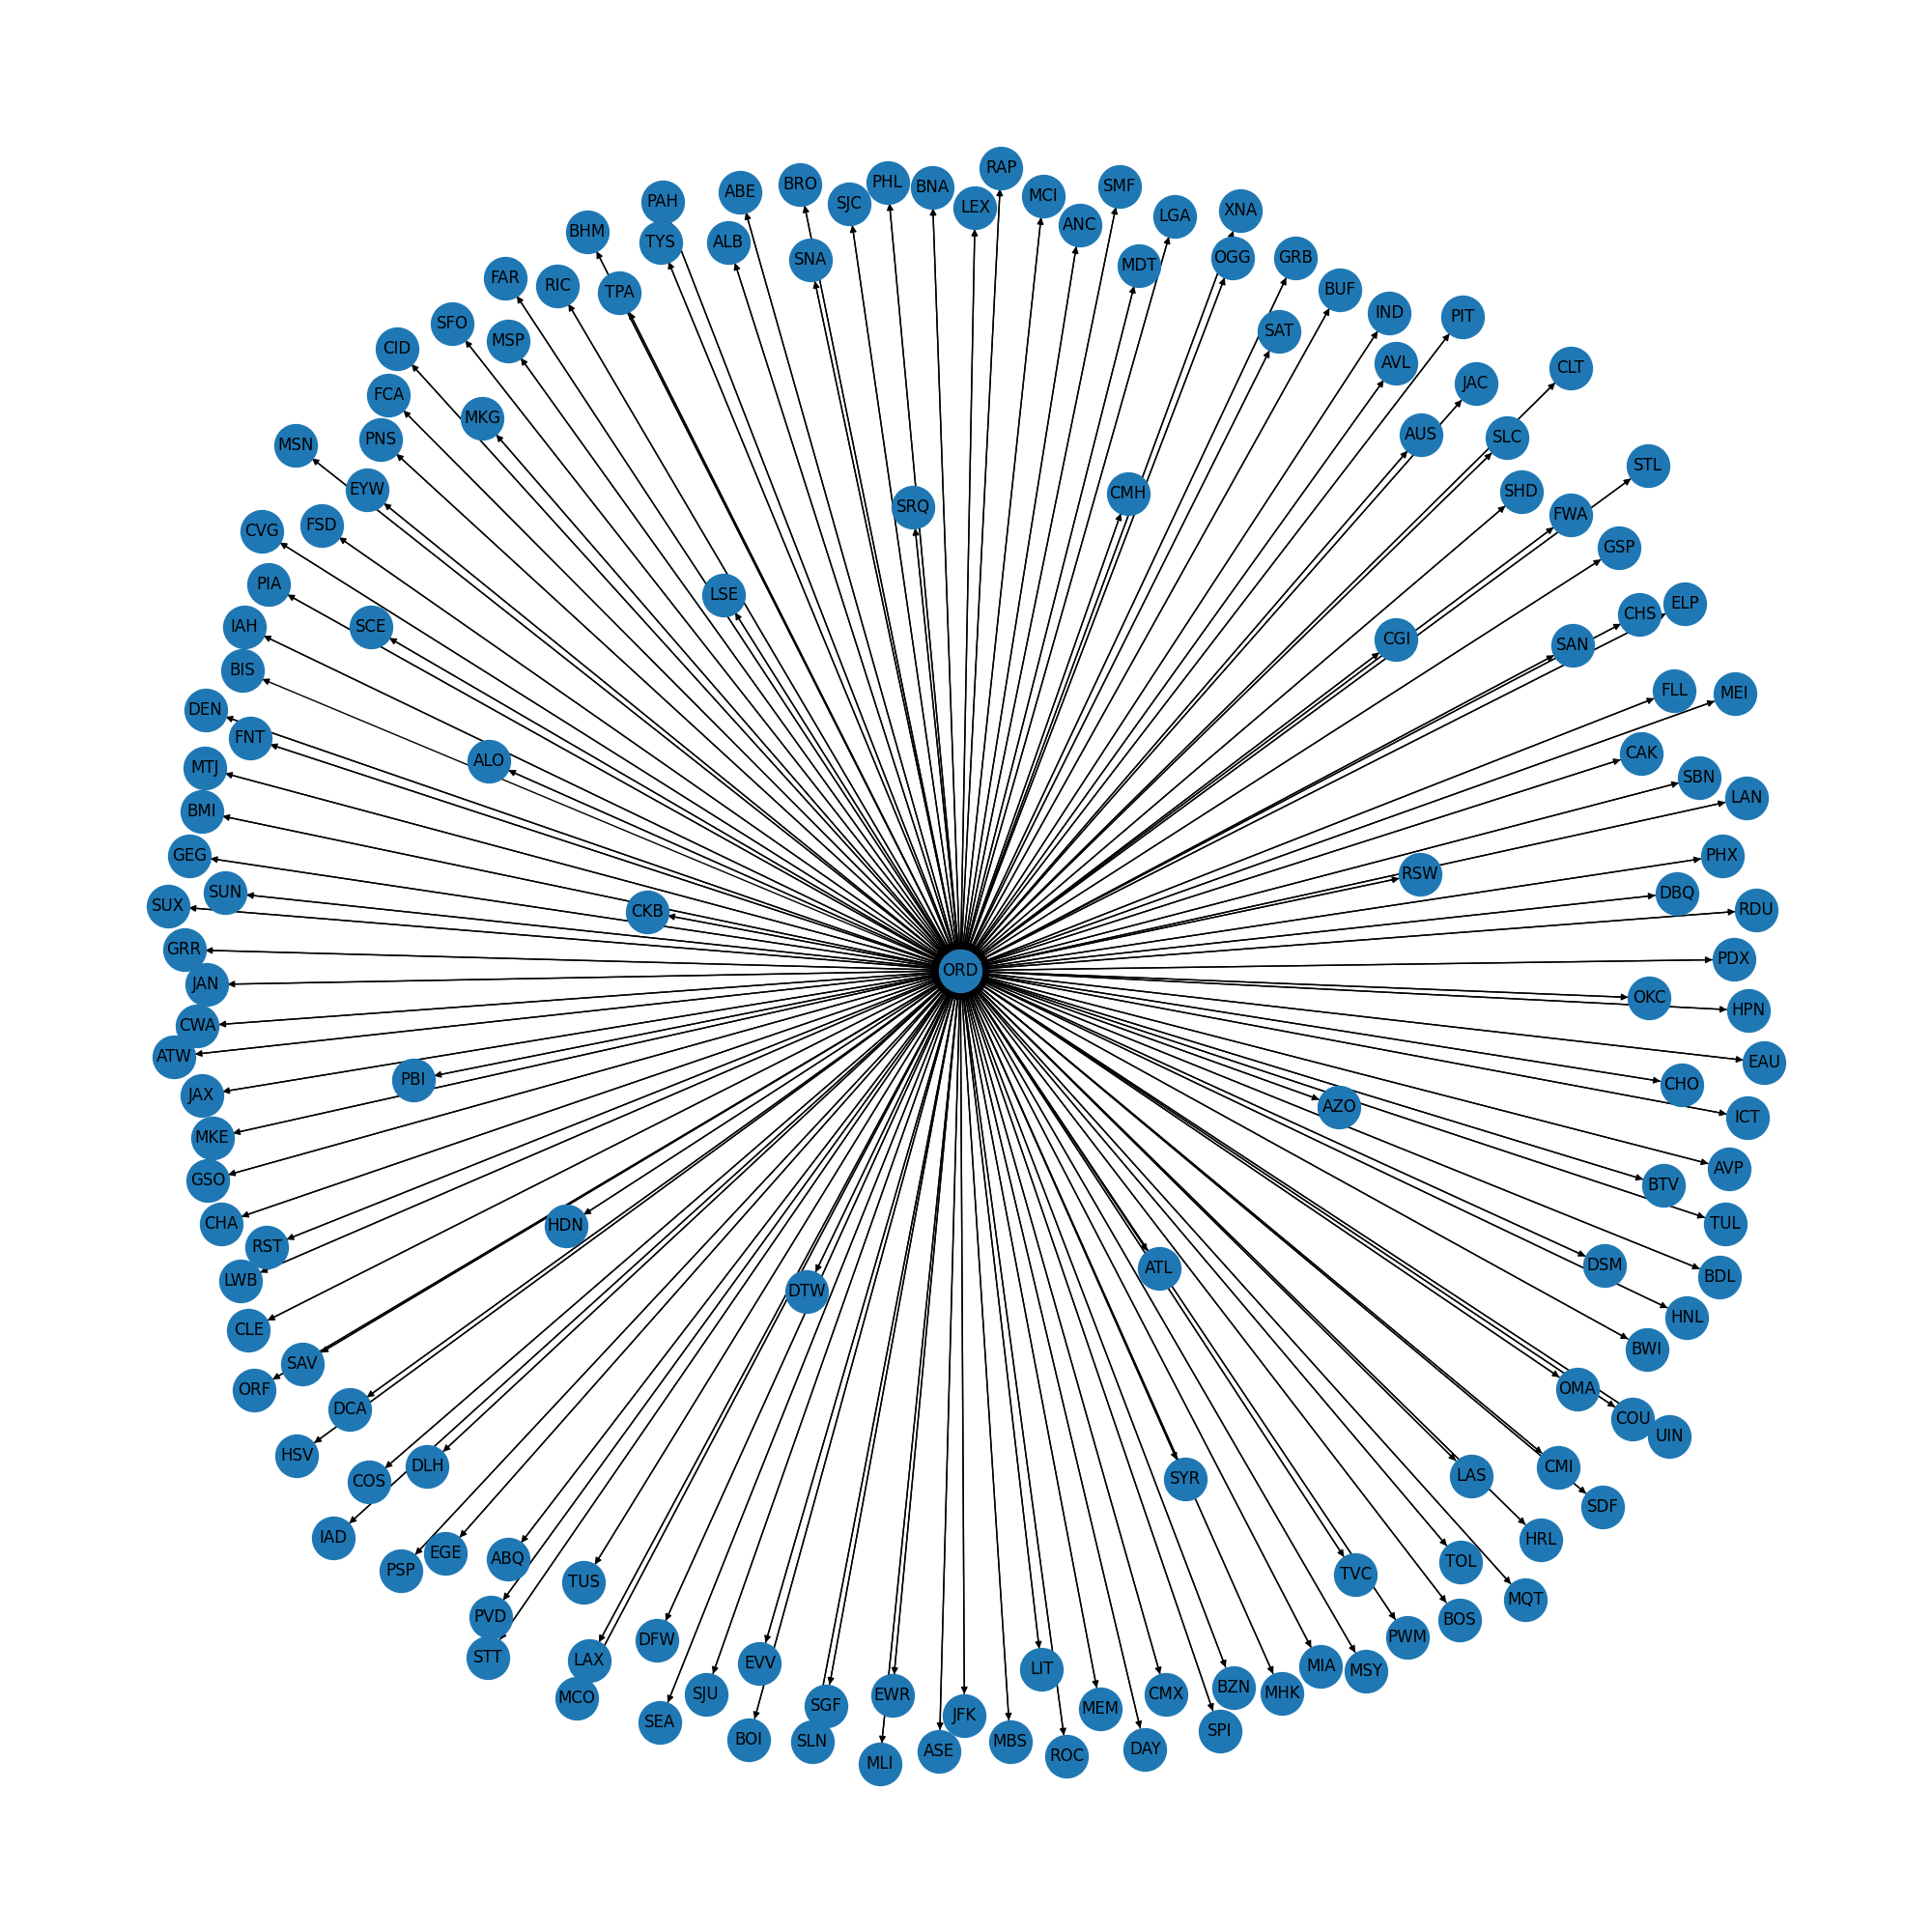 RAP
PHL
BRO
SMF
BNA
ABE
MCI
PAH
SJC
LEX
XNA
LGA
ANC
BHM
TYS
ALB
OGG
GRB
SNA
MDT
FAR
RIC
BUF
TPA
IND
PIT
SFO
SAT
MSP
CID
AVL
CLT
JAC
FCA
MKG
AUS
SLC
PNS
MSN
STL
EYW
SHD
CMH
SRQ
FWA
FSD
CVG
GSP
PIA
LSE
ELP
CHS
SCE
IAH
CGI
SAN
BIS
FLL
MEI
DEN
FNT
CAK
ALO
MTJ
SBN
LAN
BMI
GEG
PHX
RSW
SUN
DBQ
SUX
CKB
RDU
GRR
PDX
ORD
JAN
OKC
HPN
CWA
ATW
EAU
PBI
CHO
JAX
AZO
ICT
MKE
AVP
GSO
BTV
CHA
HDN
TUL
RST
DSM
ATL
BDL
LWB
DTW
HNL
CLE
BWI
SAV
ORF
OMA
DCA
COU
UIN
HSV
DLH
CMI
LAS
SYR
COS
SDF
IAD
HRL
EGE
ABQ
TOL
PSP
TVC
TUS
MQT
PVD
BOS
PWM
DFW
STT
LAX
EVV
MIA
LIT
MSY
BZN
MHK
SJU
EWR
CMX
MCO
SGF
MEM
JFK
SEA
SPI
BOI
SLN
MBS
DAY
ASE
ROC
MLI